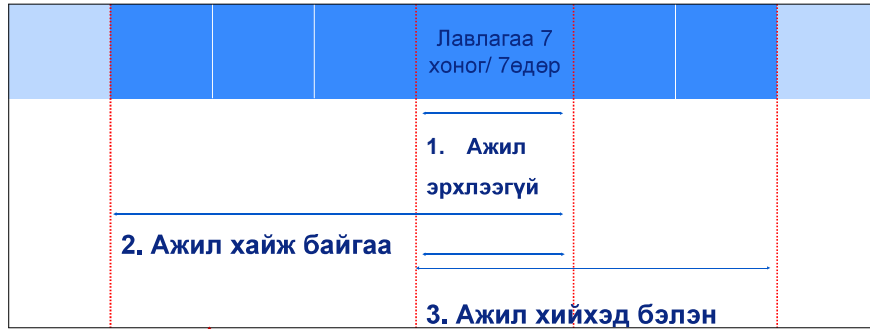 Лавлагаа 7
хоног/ 7өдөр
1. Ажил
эрхлээгүй
2. Ажил хайж байгаа
3. Ажил хийхэд бэлэн